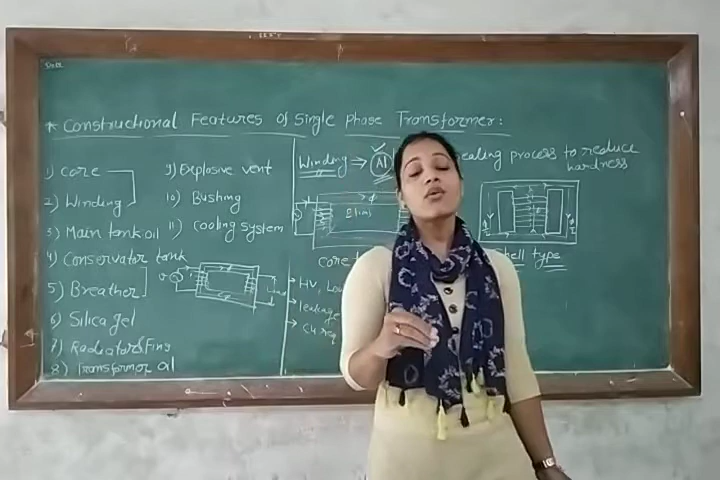 * Constructional Features Of Single phase Transformer:
1) core
2) Winding
3) Main tank oil
4) Conservator tank
5) Breather
6) Silica gel
7) Radiators Fins
8) Transformer oil
9) Explosive vent
10) Bushing
11) Cooling system
Winding → Al
process to reduce
hardness
core
shell type
→ HV, Low
→ leakage
→ Cu req